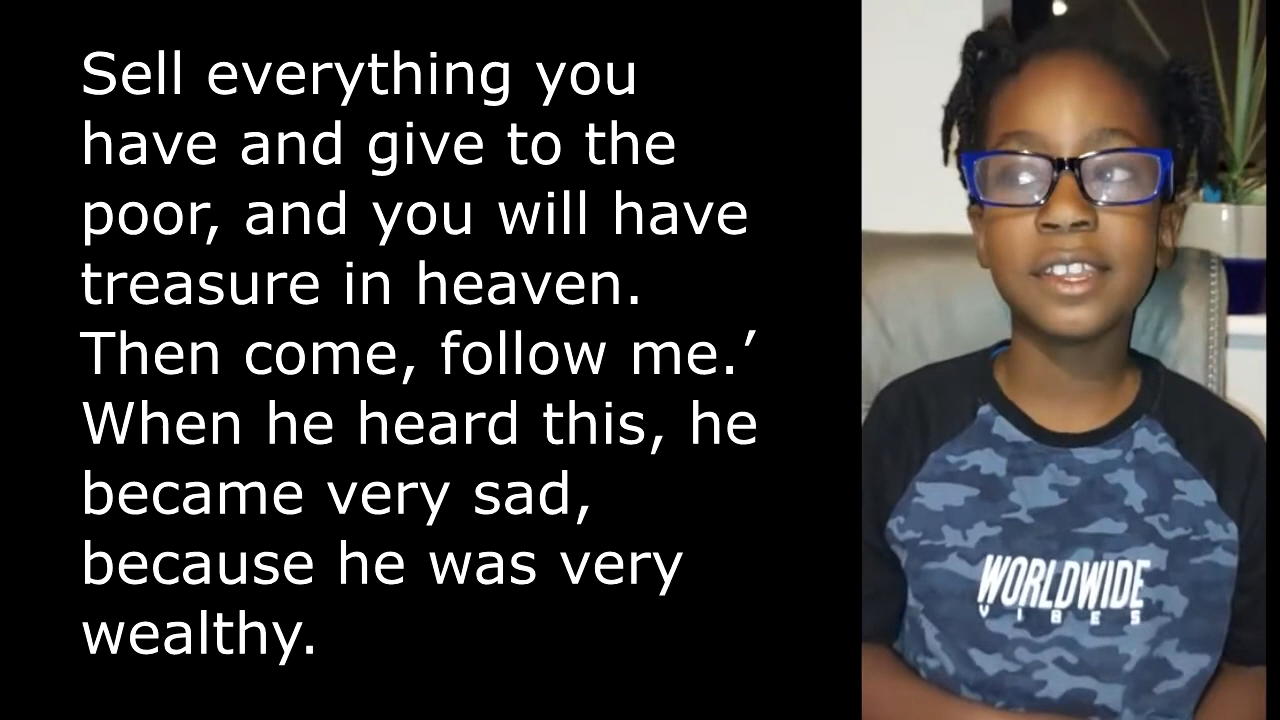 Sell everything you
have and give to the
poor, and you will have
treasure in heaven.
Then come, follow me.’
When he heard this, he
became very sad,
because he was very
wealthy.
WORLDWIDE
VIBES